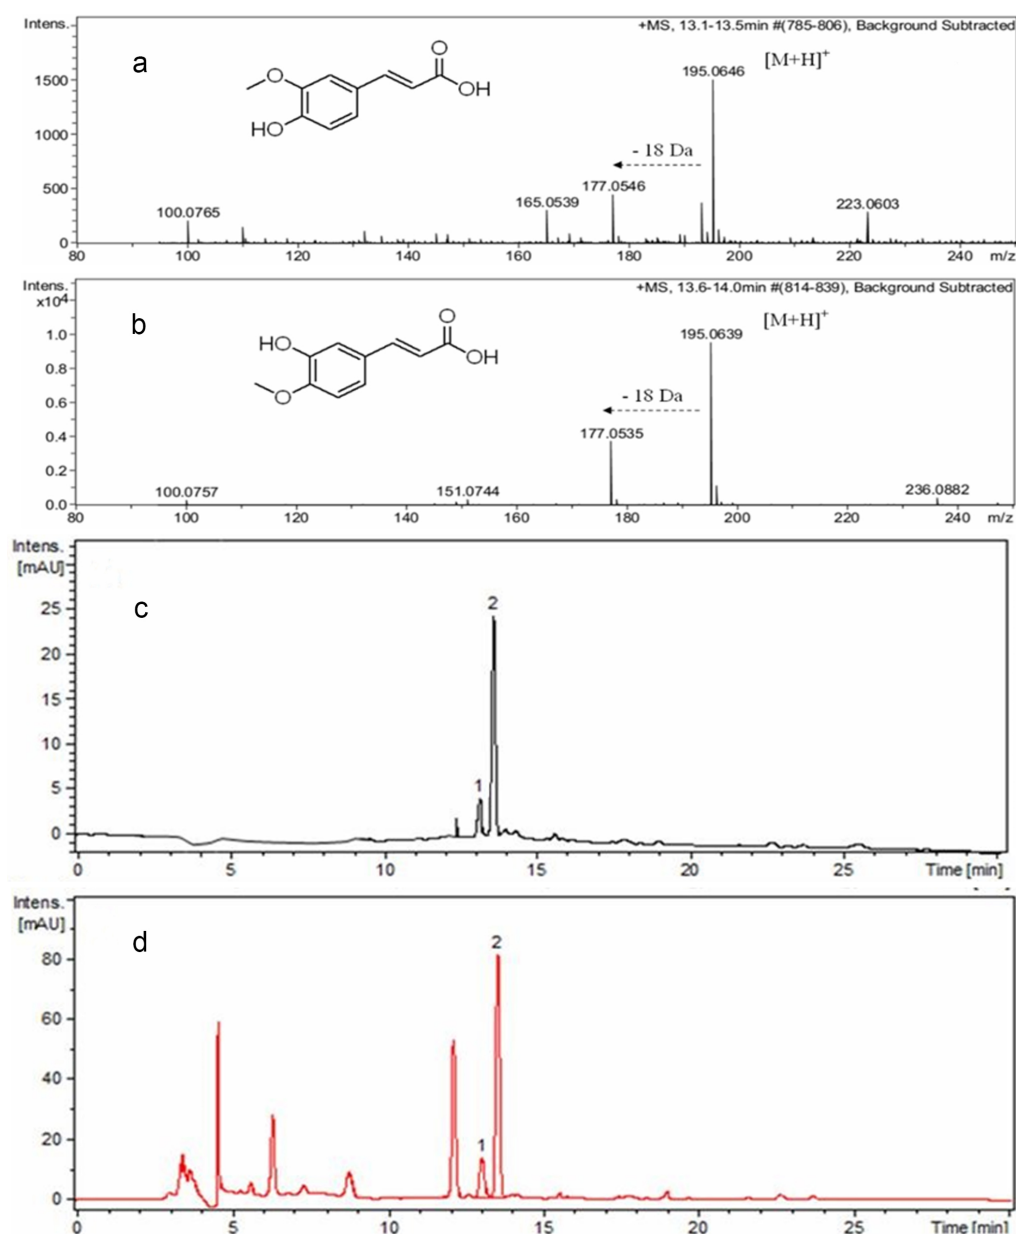 Intens.
+MS, 13.1-13.5min #(785-806), Background Subtracted
a
O
O
OH
HO
[M+H]+
195.0646
- 18 Da
177.0546
165.0539
223.0603
100.0765
1500
1000
500
0
80 100 120 140 160 180 200 220 240 m/z
Intens.
x10⁴
+MS, 13.6-14.0min #(814-839), Background Subtracted
b
O
HO
OH
O
[M+H]+
195.0639
- 18 Da
177.0535
100.0757
151.0744
236.0882
1.0
0.8
0.6
0.4
0.2
0.0
80 100 120 140 160 180 200 220 240 m/z
Intens.
[mAU]
c
2
1
25
20
15
10
5
0
0 5 10 15 20 25 Time [min]
Intens.
[mAU]
d
2
1
80
60
40
20
0
0 5 10 15 20 25 Time [min]